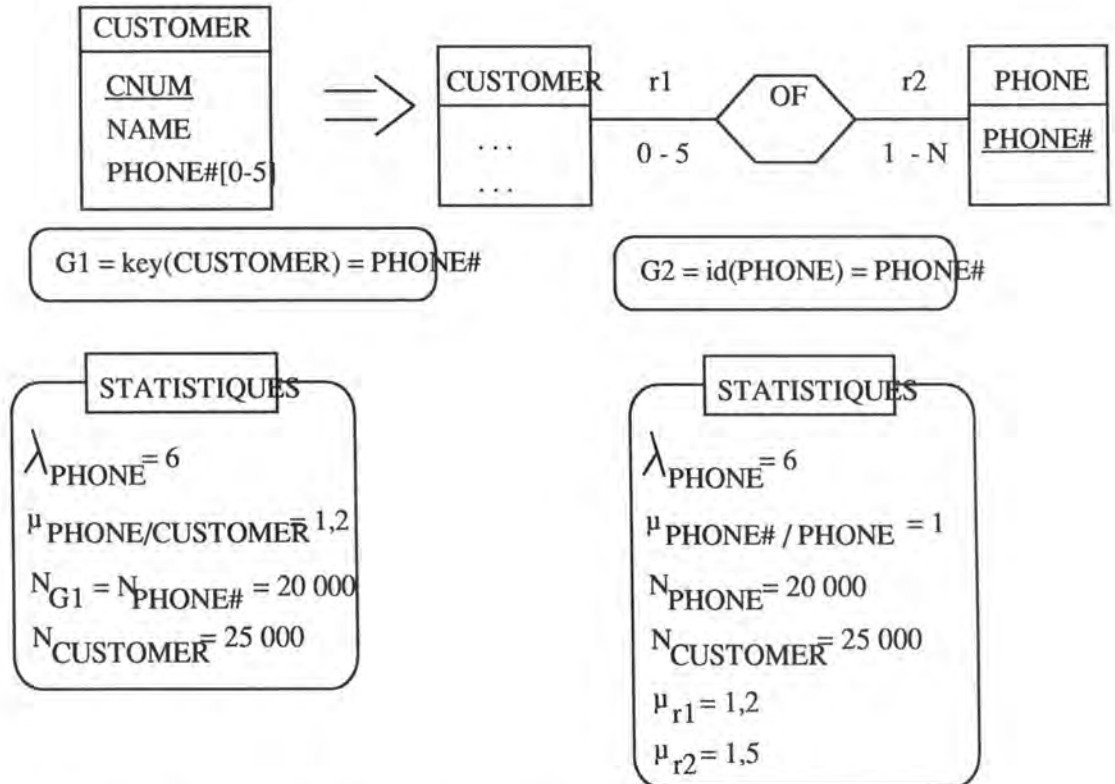 CUSTOMER
CNUM
NAME
PHONE#[0-5]
CUSTOMER
. . .
. . .
r1
0 - 5
OF
r2
1 - N
PHONE
PHONE#
G1 = key(CUSTOMER) = PHONE#
G2 = id(PHONE) = PHONE#
STATISTIQUES
λPHONE = 6
μPHONE/CUSTOMER = 1,2
NG1 = NPHONE# = 20 000
NCUSTOMER = 25 000
STATISTIQUES
λPHONE = 6
μPHONE# / PHONE = 1
NPHONE = 20 000
NCUSTOMER = 25 000
μr1 = 1,2
μr2 = 1,5